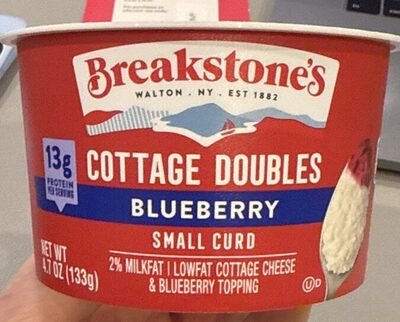 Breakstone's
WALTON . NY . EST 1882
13g
PROTEIN
PER SERVING
COTTAGE DOUBLES
BLUEBERRY
SMALL CURD
NET WT
4.7 OZ (133g)
2% MILKFAT | LOWFAT COTTAGE CHEESE
& BLUEBERRY TOPPING
U D